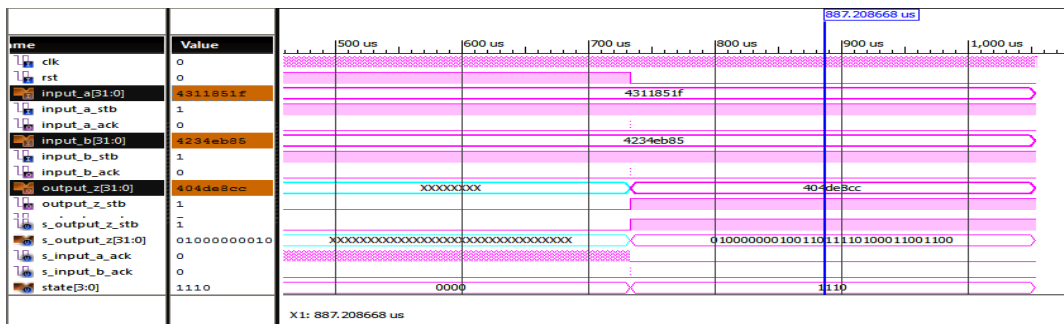 887.208668 us
me Value 500 us 600 us 700 us 800 us 900 us 1,000 us
clk 0
rst 0
input_a[31:0] 4311851f 4311851f
input_a_stb 1
input_a_ack 0
input_b[31:0] 4234eb85 4234eb85
input_b_stb 1
input_b_ack 0
output_z[31:0] 404de8cc XXXXXXXX 404de8cc
output_z_stb 1
s_output_z_stb 1
s_output_z[31:0] 01000000010 XXXXXXXXXXXXXXXXXXXXXXXXXXXXXXXX 01000000010011011110100011001100
s_input_a_ack 0
s_input_b_ack 0
state[3:0] 1110 0000 1110
X1: 887.208668 us